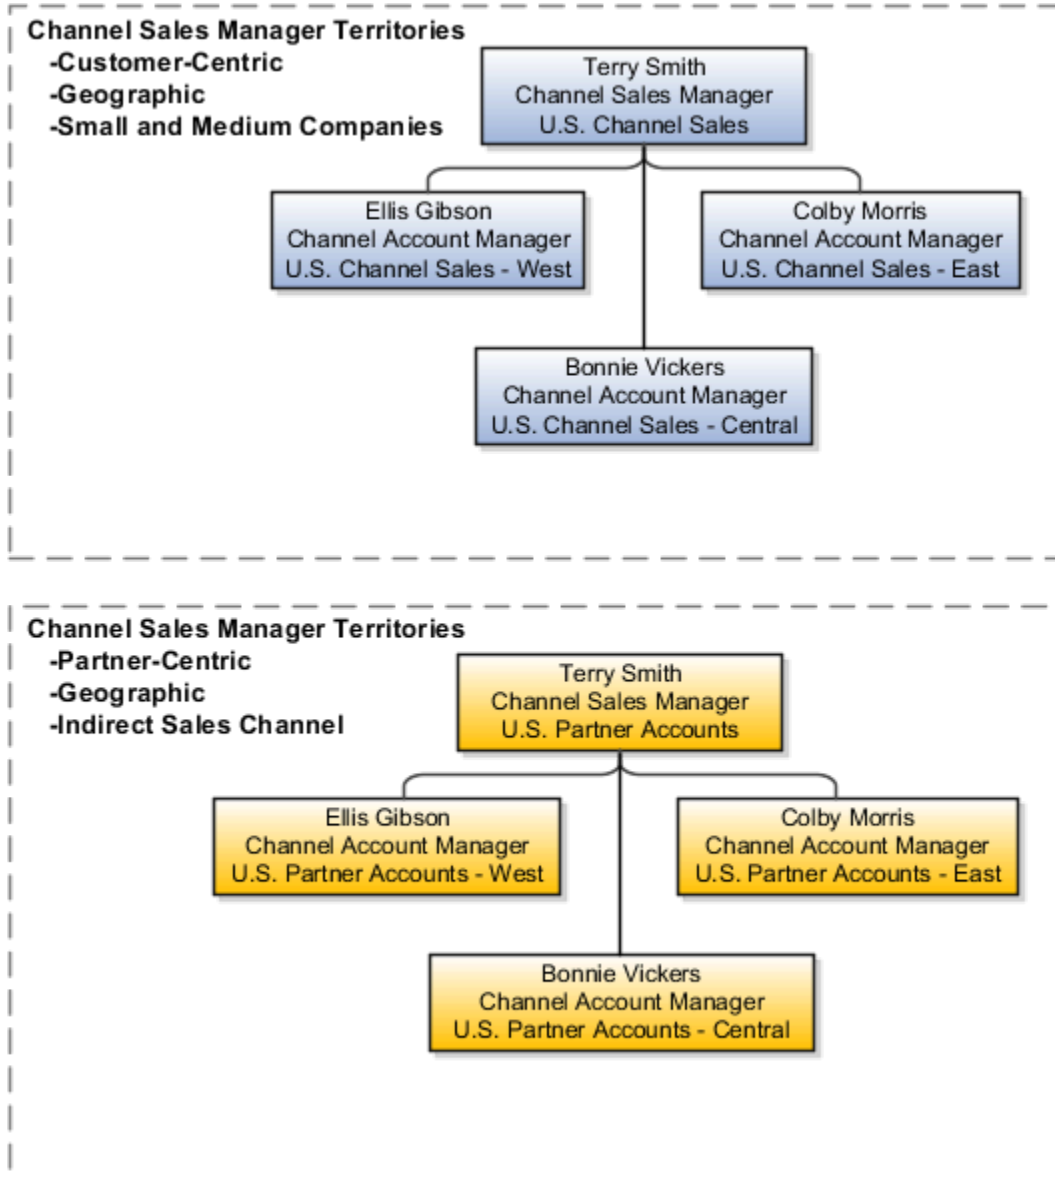 Channel Sales Manager Territories
-Customer-Centric
-Geographic
-Small and Medium Companies
Terry Smith
Channel Sales Manager
U.S. Channel Sales
Ellis Gibson
Channel Account Manager
U.S. Channel Sales - West
Colby Morris
Channel Account Manager
U.S. Channel Sales - East
Bonnie Vickers
Channel Account Manager
U.S. Channel Sales - Central
Channel Sales Manager Territories
-Partner-Centric
-Geographic
-Indirect Sales Channel
Terry Smith
Channel Sales Manager
U.S. Partner Accounts
Ellis Gibson
Channel Account Manager
U.S. Partner Accounts - West
Colby Morris
Channel Account Manager
U.S. Partner Accounts - East
Bonnie Vickers
Channel Account Manager
U.S. Partner Accounts - Central